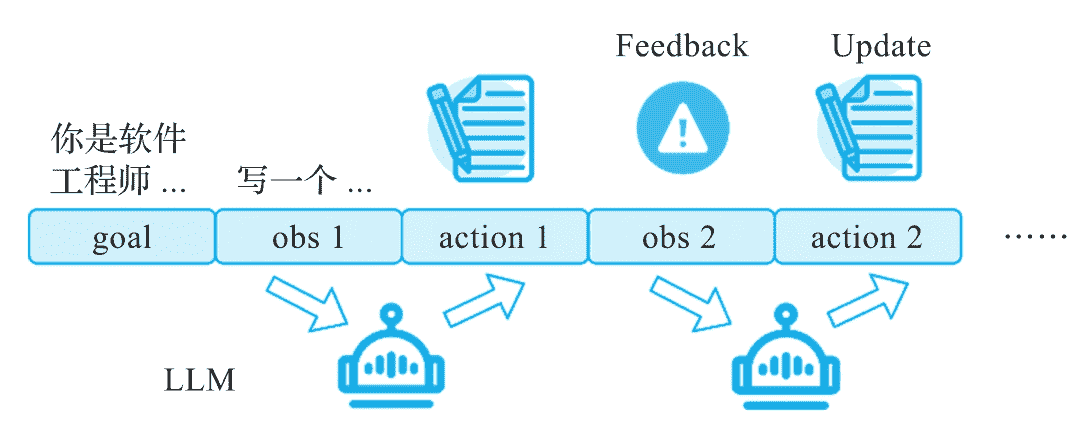 Feedback
Update
你是软件
工程师 ...
写一个 ...
goal
obs 1
action 1
obs 2
action 2
……
LLM